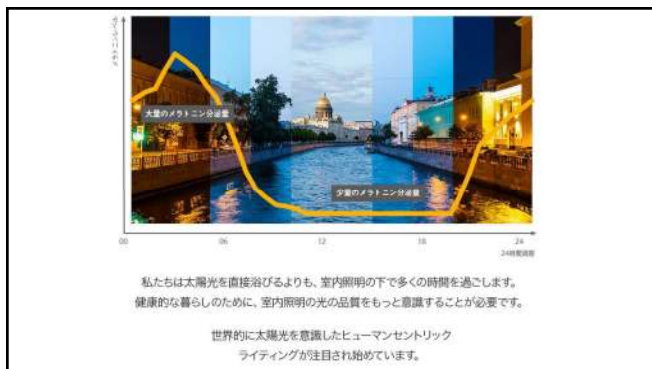 大量のメラトニン分泌量
少量のメラトニン分泌量
00 06 12 18 24
24時間周期
私たちは太陽光を直接浴びるよりも、室内照明の下で多くの時間を過ごします。
健康的な暮らしのために、室内照明の光の品質をもっと意識することが必要です。
世界的に太陽光を意識したヒューマンセントリック
ライティングが注目され始めています。